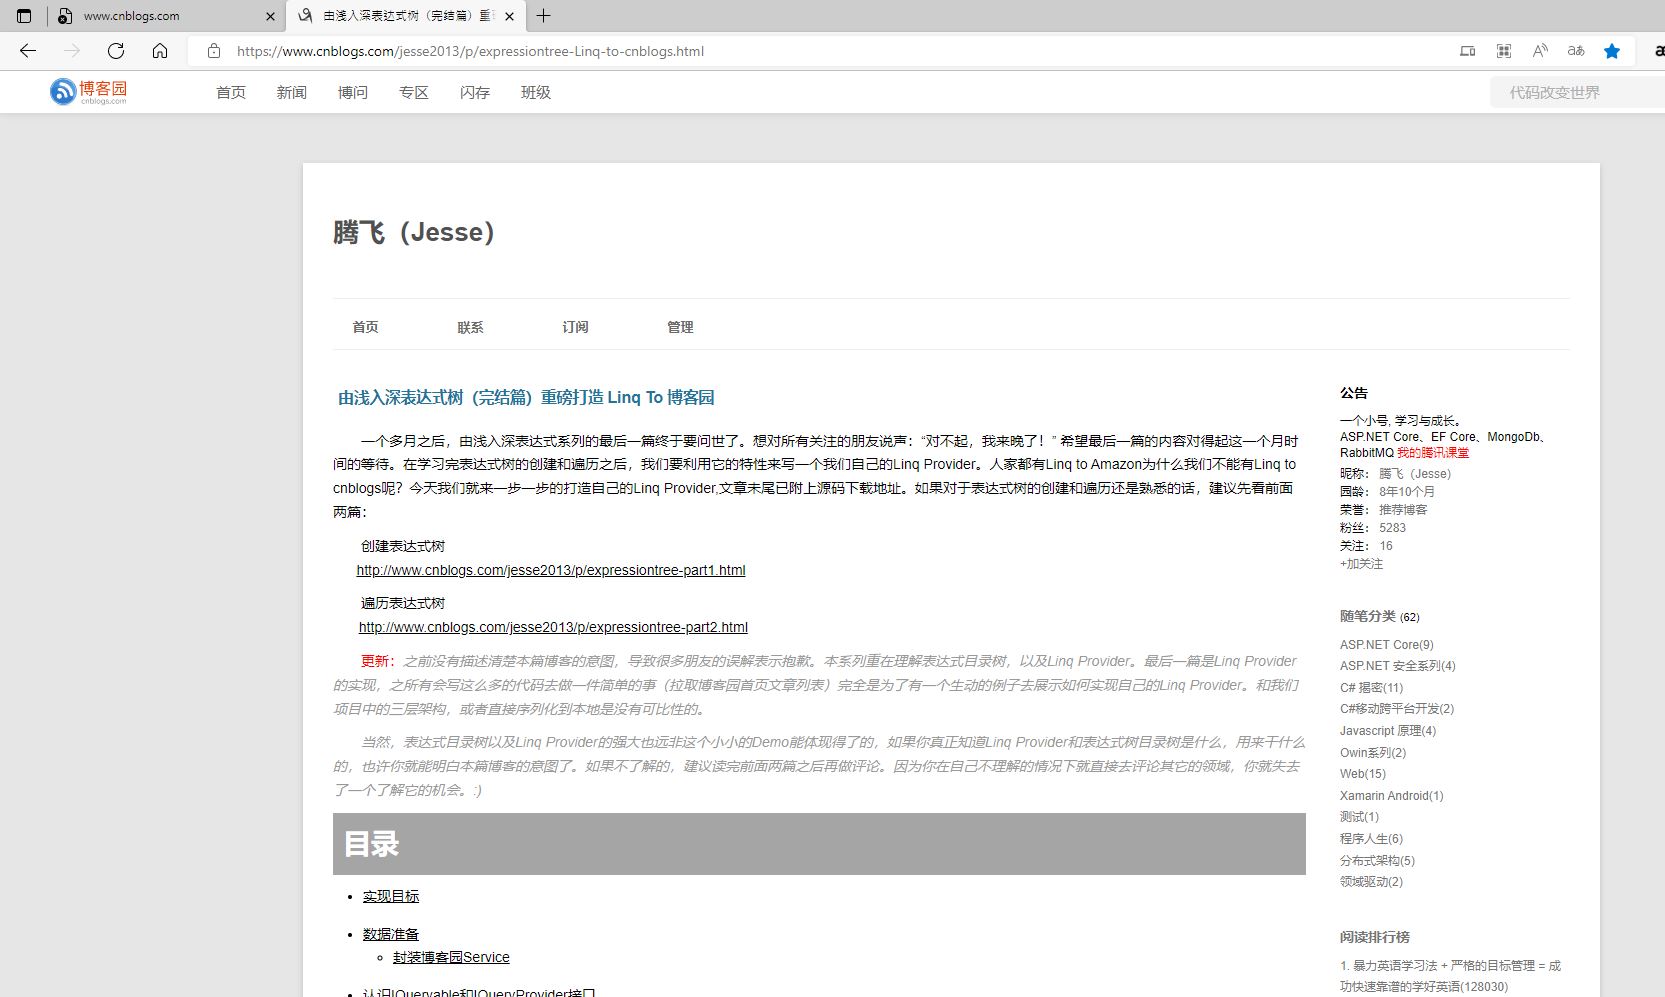 www.cnblogs.com
由浅入深表达式树（完结篇）重
https://www.cnblogs.com/jesse2013/p/expressiontree-Linq-to-cnblogs.html
博客园
cnblogs.com
首页 新闻 博问 专区 闪存 班级
代码改变世界
腾飞（Jesse）
首页 联系 订阅 管理
由浅入深表达式树（完结篇）重磅打造 Linq To 博客园
一个多月之后，由浅入深表达式系列的最后一篇终于要问世了。想对所有关注的朋友说声：“对不起，我来晚了！” 希望最后一篇的内容对得起这一个月时
间的等待。在学习完表达式树的创建和遍历之后，我们要利用它的特性来写一个我们自己的Linq Provider。人家都有Linq to Amazon为什么我们不能有Linq to
cnblogs呢？今天我们就来一步一步的打造自己的Linq Provider,文章末尾已附上源码下载地址。如果对于表达式树的创建和遍历还是熟悉的话，建议先看前面
两篇：
创建表达式树
http://www.cnblogs.com/jesse2013/p/expressiontree-part1.html
遍历表达式树
http://www.cnblogs.com/jesse2013/p/expressiontree-part2.html
更新：之前没有描述清楚本篇博客的意图，导致很多朋友的误解表示抱歉。本系列重在理解表达式目录树，以及Linq Provider。最后一篇是Linq Provider
的实现，之所有会写这么多的代码去做一件简单的事（拉取博客园首页文章列表）完全是为了有一个生动的例子去展示如何实现自己的Linq Provider。和我们
项目中的三层架构，或者直接序列化到本地是没有可比性的。
当然，表达式目录树以及Linq Provider的强大也远非这个小小的Demo能体现得了的，如果你真正知道Linq Provider和表达式树目录树是什么，用来干什么
的，也许你就能明白本篇博客的意图了。如果不了解的，建议读完前面两篇之后再做评论。因为你在自己不理解的情况下就直接去评论其它的领域，你就失去
了一个了解它的机会。:)
目录
实现目标
数据准备
封装博客园Service
认识IQueryable和IQueryProvider接口
公告
一个小号, 学习与成长。
ASP.NET Core、EF Core、MongoDb、
RabbitMQ 我的腾讯课堂
昵称： 腾飞（Jesse）
园龄： 8年10个月
荣誉： 推荐博客
粉丝： 5283
关注： 16
+加关注
随笔分类 (62)
ASP.NET Core(9)
ASP.NET 安全系列(4)
C# 揭密(11)
C#移动跨平台开发(2)
Javascript 原理(4)
Owin系列(2)
Web(15)
Xamarin Android(1)
测试(1)
程序人生(6)
分布式架构(5)
领域驱动(2)
阅读排行榜
1. 暴力英语学习法 + 严格的目标管理 = 成
功快速靠谱的学好英语(128030)